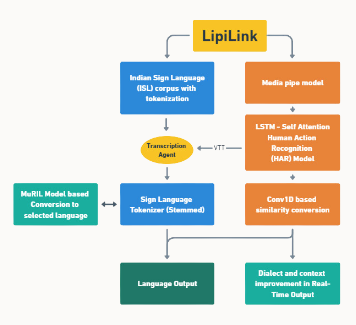 LipiLink
Indian Sign Language
(ISL) corpus with
tokenization
Media pipe model
LSTM - Self Attention
Human Action
Recognition
(HAR) Model
Transcription
Agent
VTT
MuRIL Model based
Conversion to
selected language
Sign Language
Tokenizer (Stemmed)
Conv1D based
similarity conversion
Language Output
Dialect and context
improvement in Real-
Time Output